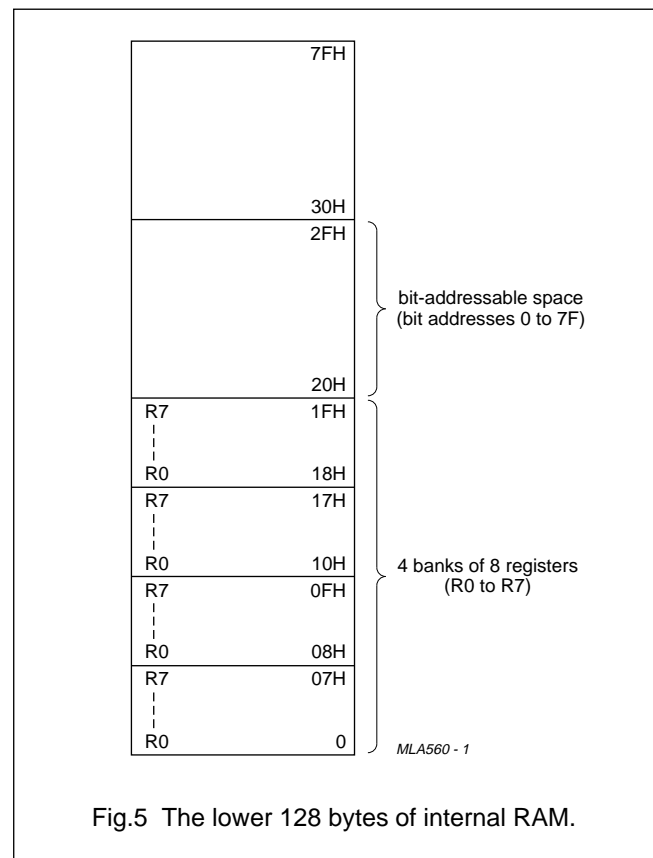 7FH
30H
2FH
bit-addressable space
(bit addresses 0 to 7F)
20H
R7 1FH
R0 18H
R7 17H
R0 10H
4 banks of 8 registers
(R0 to R7)
R7 0FH
R0 08H
R7 07H
R0 0
MLA560 - 1
Fig.5 The lower 128 bytes of internal RAM.